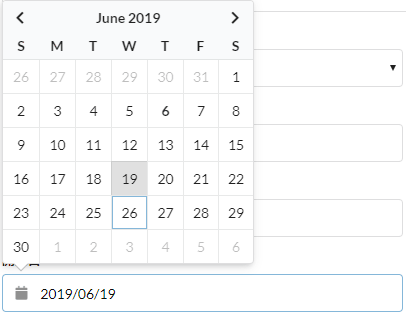 June 2019
S M T W T F S
26 27 28 29 30 31 1
2 3 4 5 6 7 8
9 10 11 12 13 14 15
16 17 18 19 20 21 22
23 24 25 26 27 28 29
30 1 2 3 4 5 6
2019/06/19